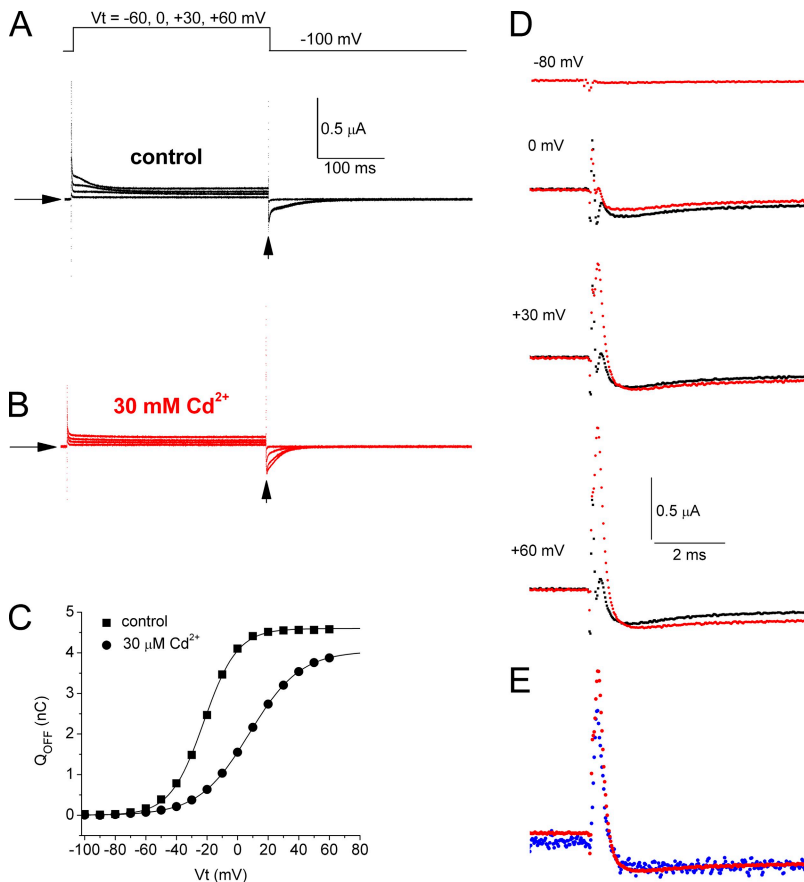 A
Vt = -60, 0, +30, +60 mV
-100 mV
control
0.5 μA
100 ms
B
30 mM Cd²⁺
C
control
30 μM Cd²⁺
5
4
3
2
1
0
Q_OFF (nC)
-100 -80 -60 -40 -20 0 20 40 60 80
Vt (mV)
D
-80 mV
0 mV
+30 mV
+60 mV
0.5 μA
2 ms
E